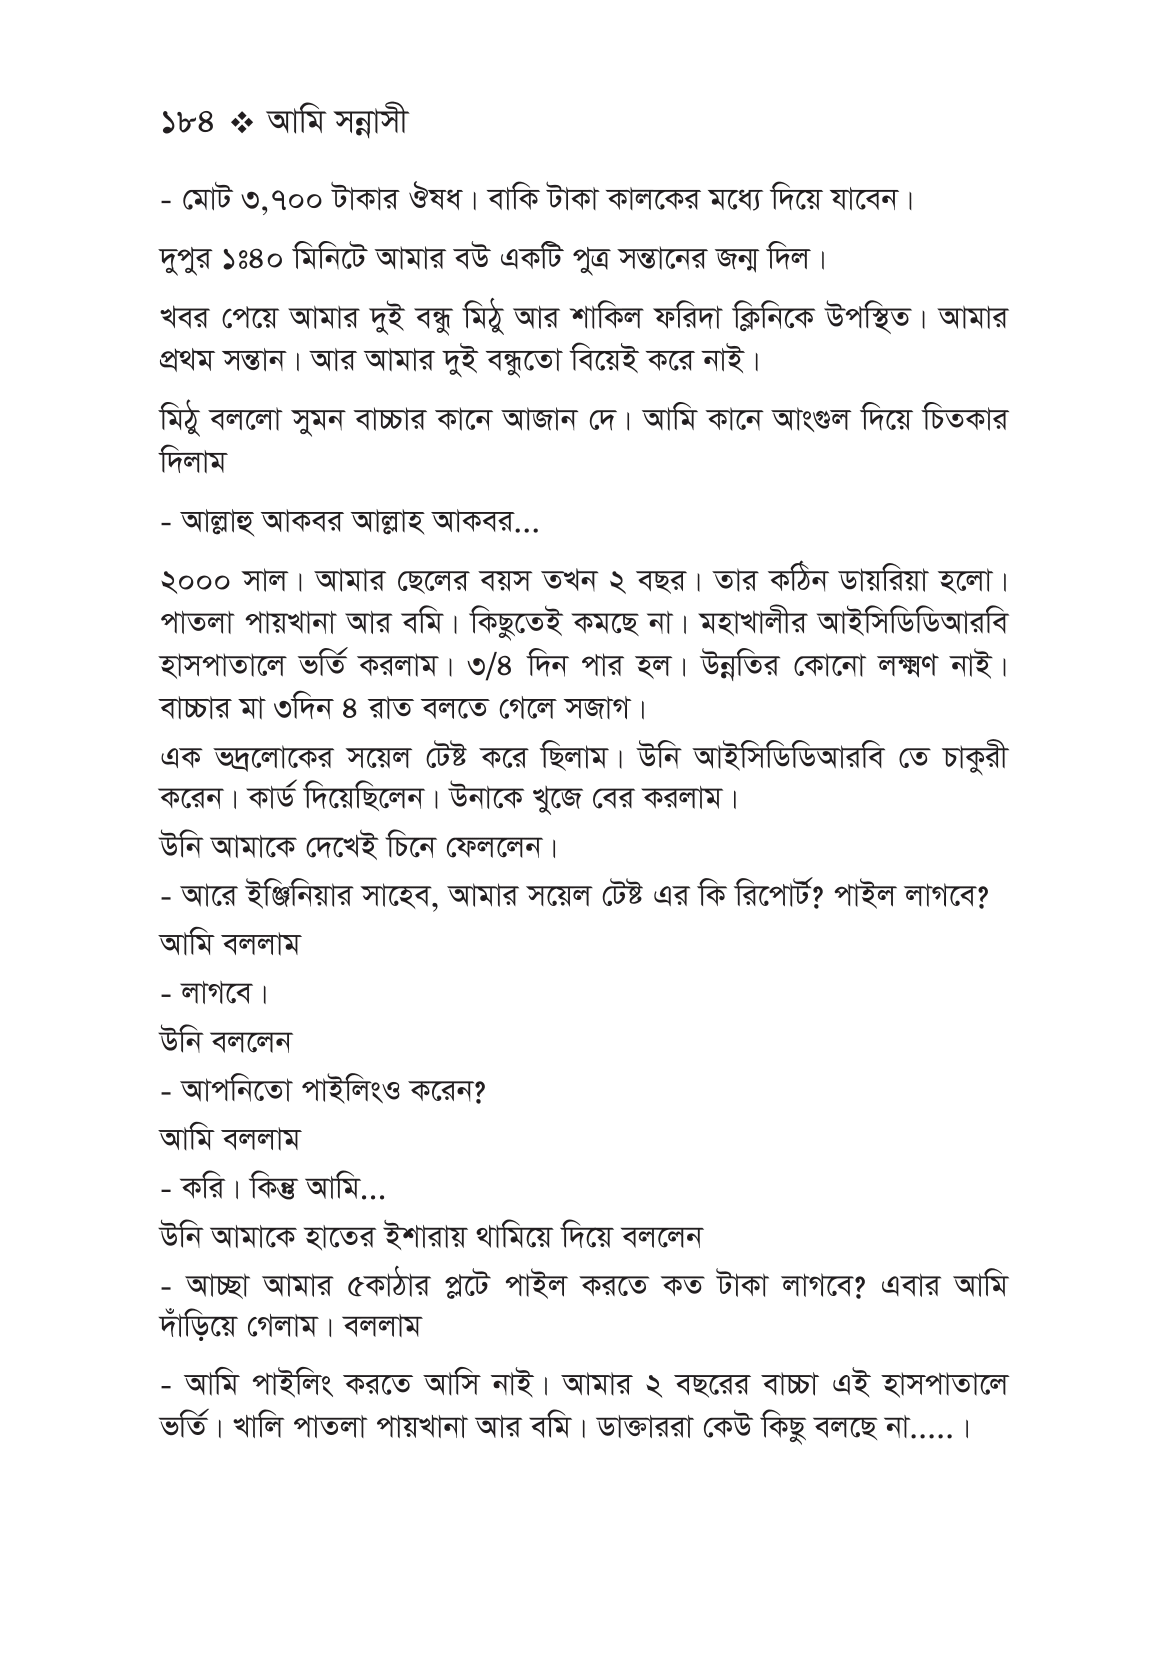 ১৮৪ ❖ আমি সন্নাসী
- মোট ৩,৭০০ টাকার ঔষধ। বাকি টাকা কালকের মধ্যে দিয়ে যাবেন।
দুপুর ১ঃ৪০ মিনিটে আমার বউ একটি পুত্র সন্তানের জন্ম দিল।
খবর পেয়ে আমার দুই বন্ধু মিঠু আর শাকিল ফরিদা ক্লিনিকে উপস্থিত। আমার
প্রথম সন্তান। আর আমার দুই বন্ধুতো বিয়েই করে নাই।
মিঠু বললো সুমন বাচ্চার কানে আজান দে। আমি কানে আংগুল দিয়ে চিতকার
দিলাম
- আল্লাহু আকবর আল্লাহ আকবর...
২০০০ সাল। আমার ছেলের বয়স তখন ২ বছর। তার কঠিন ডায়রিয়া হলো।
পাতলা পায়খানা আর বমি। কিছুতেই কমছে না। মহাখালীর আইসিডিডিআরবি
হাসপাতালে ভর্তি করলাম। ৩/৪ দিন পার হল। উন্নতির কোনো লক্ষ্মণ নাই।
বাচ্চার মা ৩দিন ৪ রাত বলতে গেলে সজাগ।
এক ভদ্রলোকের সয়েল টেষ্ট করে ছিলাম। উনি আইসিডিডিআরবি তে চাকুরী
করেন। কার্ড দিয়েছিলেন। উনাকে খুজে বের করলাম।
উনি আমাকে দেখেই চিনে ফেললেন।
- আরে ইঞ্জিনিয়ার সাহেব, আমার সয়েল টেষ্ট এর কি রিপোর্ট? পাইল লাগবে?
আমি বললাম
- লাগবে।
উনি বললেন
- আপনিতো পাইলিংও করেন?
আমি বললাম
- করি। কিন্তু আমি...
উনি আমাকে হাতের ইশারায় থামিয়ে দিয়ে বললেন
- আচ্ছা আমার ৫কাঠার প্লটে পাইল করতে কত টাকা লাগবে? এবার আমি
দাঁড়িয়ে গেলাম। বললাম
- আমি পাইলিং করতে আসি নাই। আমার ২ বছরের বাচ্চা এই হাসপাতালে
ভর্তি। খালি পাতলা পায়খানা আর বমি। ডাক্তাররা কেউ কিছু বলছে না.....।